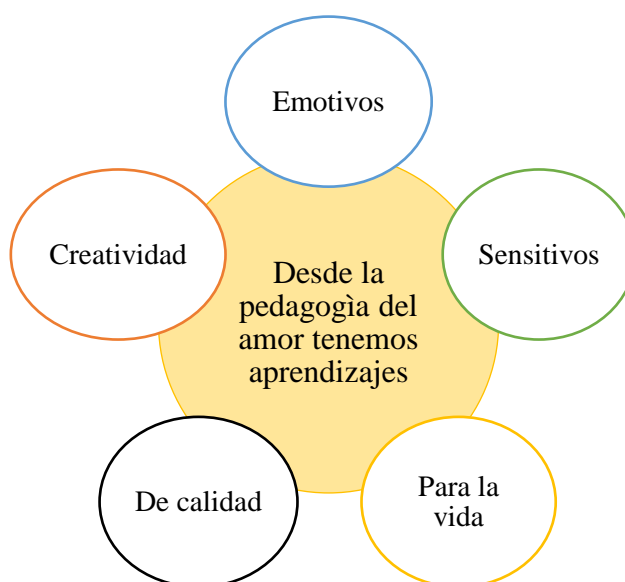 Emotivos
Creatividad
Sensitivos
Desde la
pedagogìa del
amor tenemos
aprendizajes
De calidad
Para la
vida